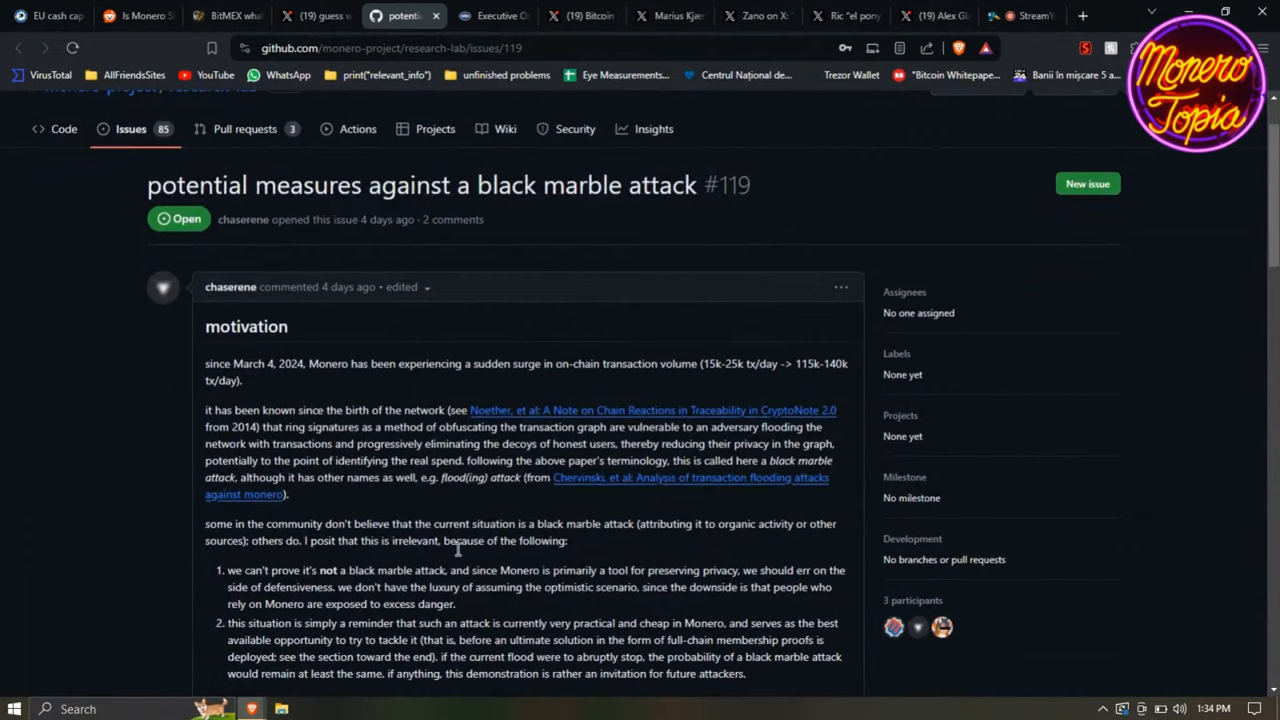 EU cash cap
Is Monero S
BitMEX wha
(17) guess w
potenti
Executive O
(19) Bitcoin
Marius Kjæ
Zano on X:
Ric "el pony
(19) Alex Gl
StreamY
github.com/monero-project/research-lab/issues/119
VirusTotal
AllFriendsSites
YouTube
WhatsApp
print("relevant_info")
unfinished problems
Eye Measurements...
Centrul Național de...
Trezor Wallet
"Bitcoin Whitepape...
Banii în mișcare 5 a...
Monero
Topia
Code
Issues 85
Pull requests 3
Actions
Projects
Wiki
Security
Insights
potential measures against a black marble attack #119
New issue
Open
chaserene opened this issue 4 days ago · 2 comments
chaserene commented 4 days ago • edited
motivation
since March 4, 2024, Monero has been experiencing a sudden surge in on-chain transaction volume (15k-25k tx/day -> 115k-140k
tx/day).
it has been known since the birth of the network (see Noether, et al: A Note on Chain Reactions in Traceability in CryptoNote 2.0
from 2014) that ring signatures as a method of obfuscating the transaction graph are vulnerable to an adversary flooding the
network with transactions and progressively eliminating the decoys of honest users, thereby reducing their privacy in the graph,
potentially to the point of identifying the real spend. following the above paper's terminology, this is called here a black marble
attack, although it has other names as well, e.g. flood(ing) attack (from Chervinski, et al: Analysis of transaction flooding attacks
against monero).
some in the community don't believe that the current situation is a black marble attack (attributing it to organic activity or other
sources); others do. I posit that this is irrelevant, because of the following:
1. we can't prove it's not a black marble attack, and since Monero is primarily a tool for preserving privacy, we should err on the
side of defensiveness. we don't have the luxury of assuming the optimistic scenario, since the downside is that people who
rely on Monero are exposed to excess danger.
2. this situation is simply a reminder that such an attack is currently very practical and cheap in Monero, and serves as the best
available opportunity to try to tackle it (that is, before an ultimate solution in the form of full-chain membership proofs is
deployed; see the section toward the end). if the current flood were to abruptly stop, the probability of a black marble attack
would remain at least the same. if anything, this demonstration is rather an invitation for future attackers.
Assignees
No one assigned
Labels
None yet
Projects
None yet
Milestone
No milestone
Development
No branches or pull requests
3 participants
Search
1:34 PM